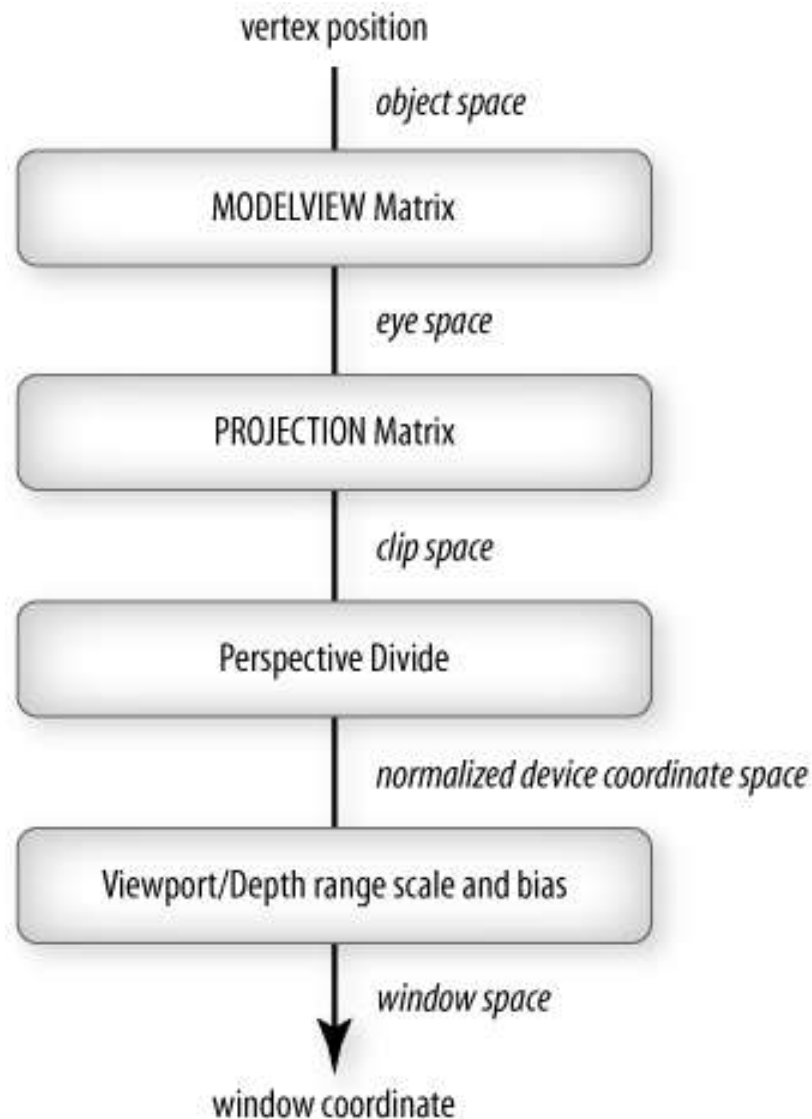 vertex position
object space
MODELVIEW Matrix
eye space
PROJECTION Matrix
clip space
Perspective Divide
normalized device coordinate space
Viewport/Depth range scale and bias
window space
window coordinate